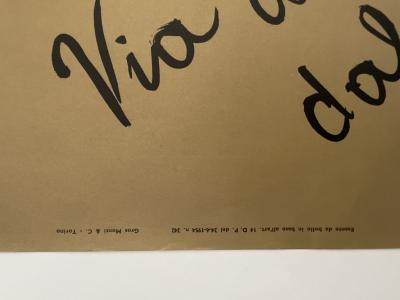 Via
dal
Esente da bollo in base all'art. 14 D. P. del 24-6-1954 n. 342 Gros Monti & C. - Torino